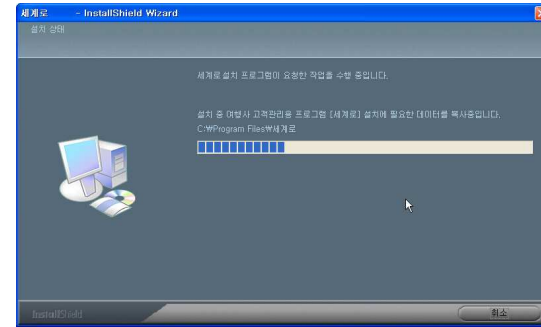 세계로 - InstallShield Wizard
설치 상태
세계로 설치 프로그램이 요청한 작업을 수행 중입니다.
설치 중 여행사 고객관리용 프로그램 [세계로] 설치에 필요한 데이터를 복사중입니다.
C:₩Program Files₩세계로
InstallShield
취소